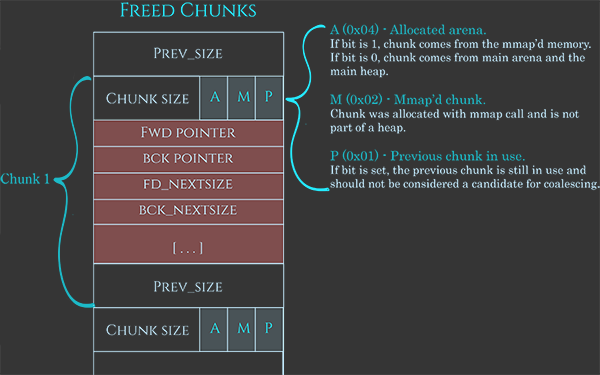 Freed Chunks
Prev_size
Chunk size A M P
Fwd pointer
bck pointer
fd_nextsize
bck_nextsize
[...]
Prev_size
Chunk size A M P
Chunk 1
A (0x04) - Allocated arena.
If bit is 1, chunk comes from the mmap'd memory.
If bit is 0, chunk comes from main arena and the
main heap.
M (0x02) - Mmap'd chunk.
Chunk was allocated with mmap call and is not
part of a heap.
P (0x01) - Previous chunk in use.
If bit is set, the previous chunk is still in use and
should not be considered a candidate for coalescing.